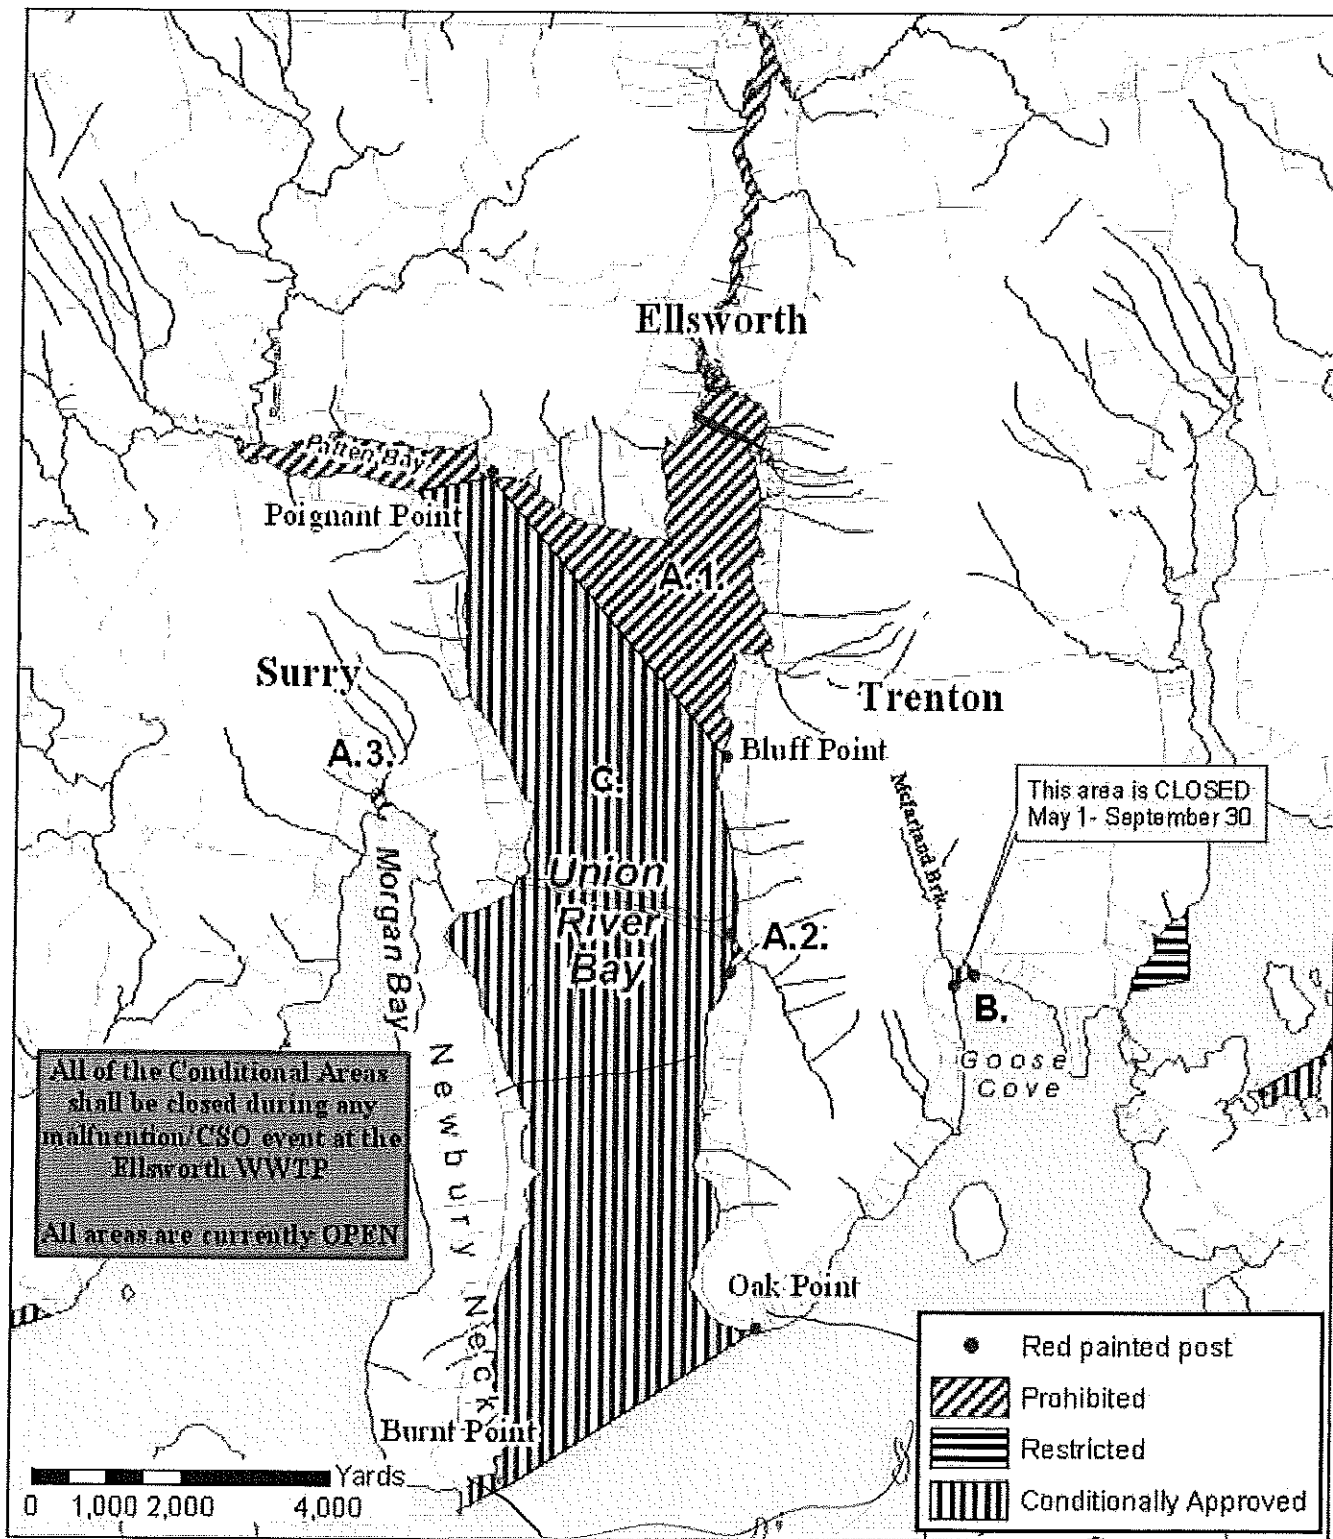 Ellsworth
Patten Bay
Poignant Point
A.1.
Surry
Trenton
A.3.
Bluff Point
C.
Mcfarland Brk.
This area is CLOSED
May 1- September 30
Morgan Bay
Union
River
Bay
A.2.
B.
Goose
Cove
Newbury Neck
All of the Conditional Areas
shall be closed during any
malfucntion/CSO event at the
Ellsworth WWTP
All areas are currently OPEN
Oak Point
Burnt Point
Yards
0 1,000 2,000 4,000
Red painted post
Prohibited
Restricted
Conditionally Approved